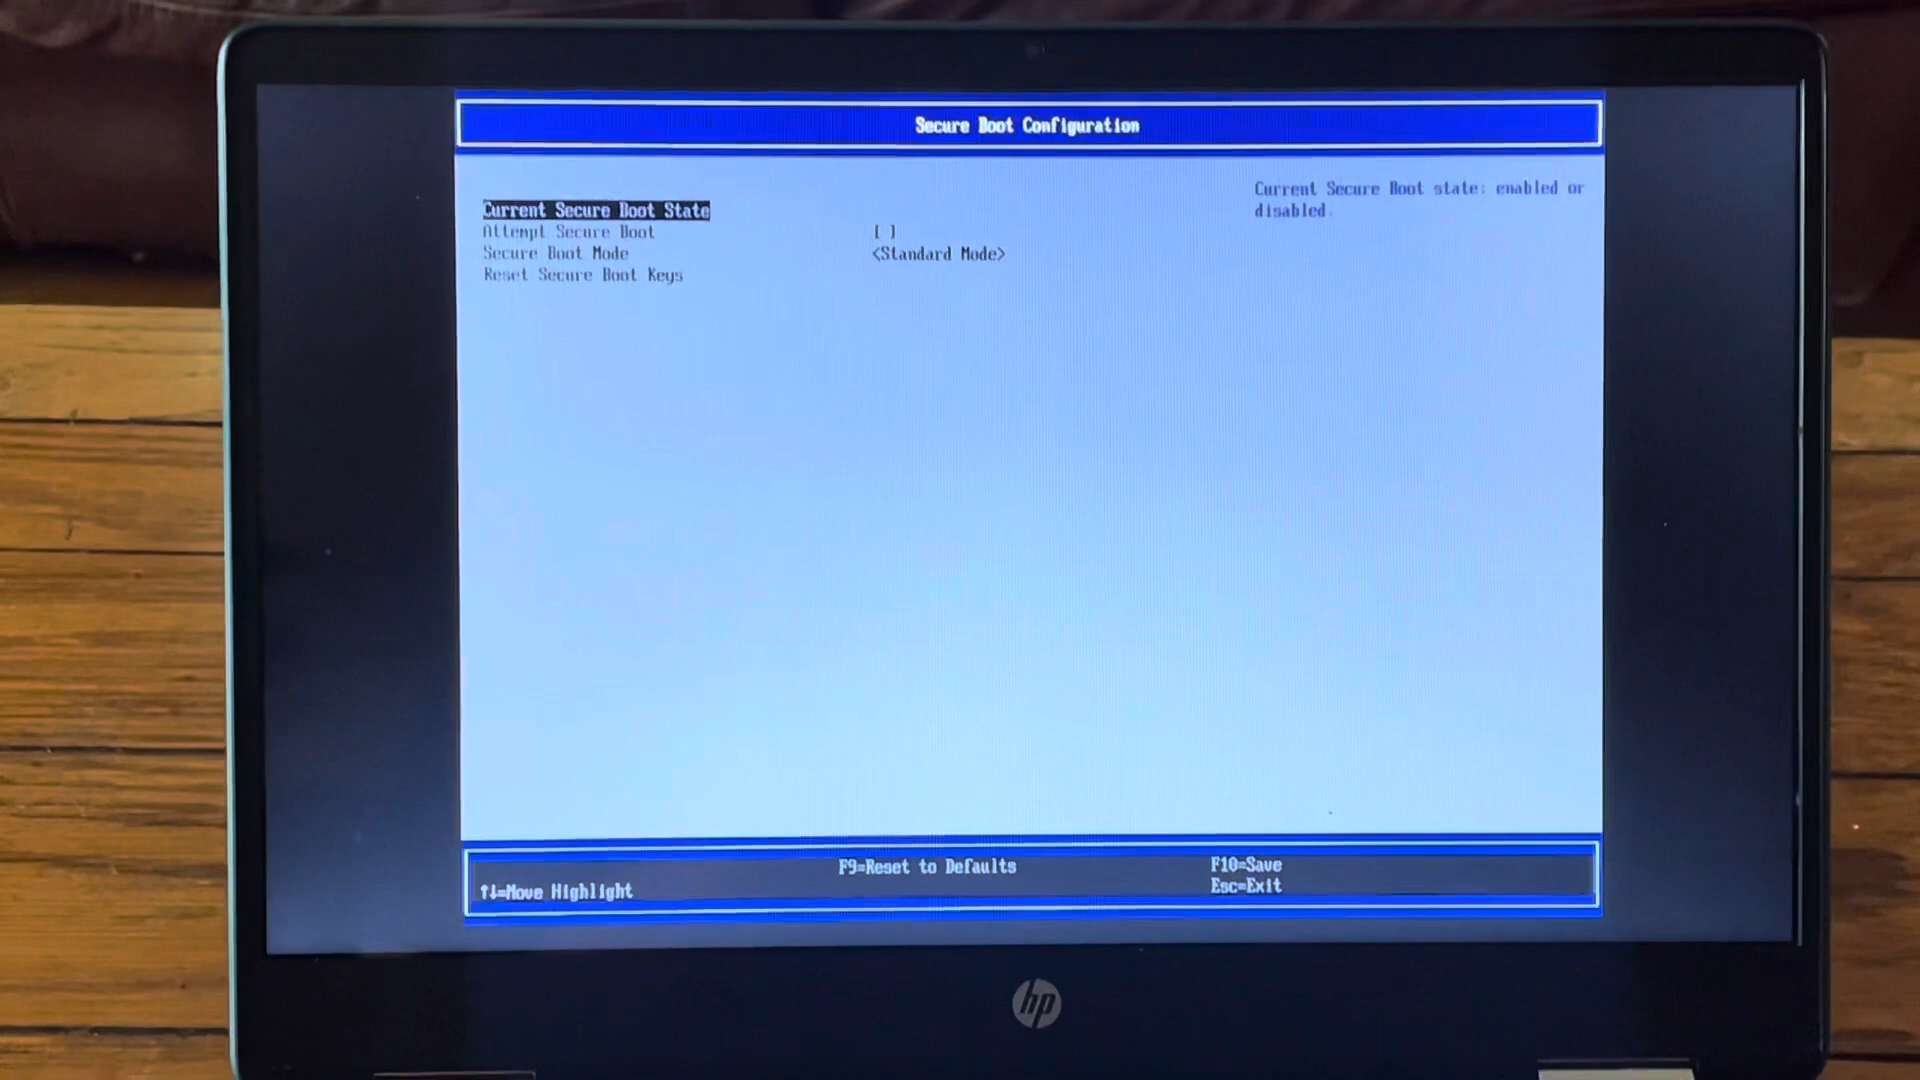 Secure Boot Configuration
Current Secure Boot State
Attempt Secure Boot [ ]
Secure Boot Mode <Standard Mode>
Reset Secure Boot Keys
Current Secure Boot state: enabled or
disabled.
F9=Reset to Defaults F10=Save
↑↓=Move Highlight Esc=Exit
hp